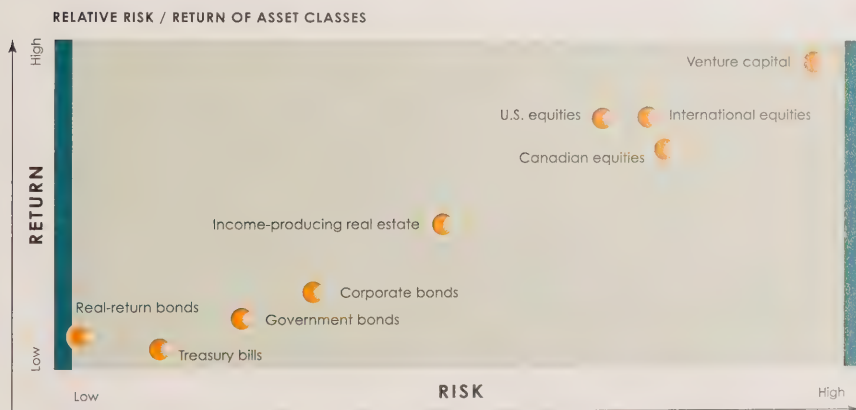 RELATIVE RISK / RETURN OF ASSET CLASSES
High
Venture capital
U.S. equities
International equities
Canadian equities
RETURN
Income-producing real estate
Corporate bonds
Real-return bonds
Government bonds
Treasury bills
Low
Low
RISK
High